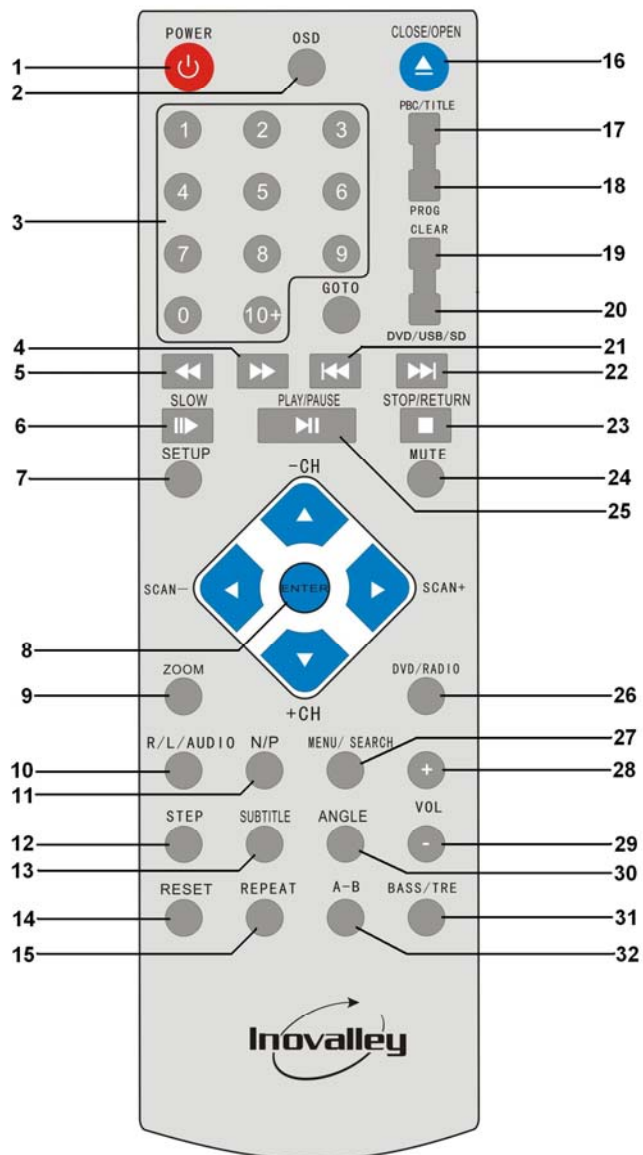 POWER
OSD
CLOSE/OPEN
1
2
16
PBC/TITLE
1 2 3
17
4 5 6
18
3
PROG
7 8 9
CLEAR
19
GOTO
0 10+
20
DVD/USB/SD
4
21
5
22
SLOW
PLAY/PAUSE
STOP/RETURN
6
23
SETUP
MUTE
7
24
-CH
25
SCAN-
ENTER
SCAN+
8
ZOOM
DVD/RADIO
9
26
+CH
R/L/AUDIO
N/P
MENU/ SEARCH
27
10
+
28
11
STEP
SUBTITLE
ANGLE
VOL
12
-
29
13
30
RESET
REPEAT
A-B
BASS/TRE
14
31
15
32
Inovalley